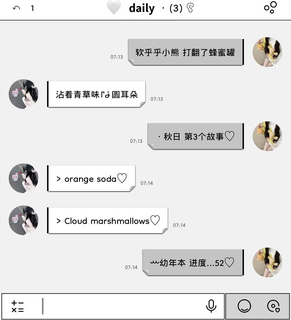 1 daily · (3)
软乎乎小熊 打翻了蜂蜜罐
07-13
沾着青草味 圆耳朵
07-13
· 秋日 第3个故事♡
07-13
> orange soda♡
07-14
> Cloud marshmallows♡
07-14
幼年本 进度...52♡
07-14